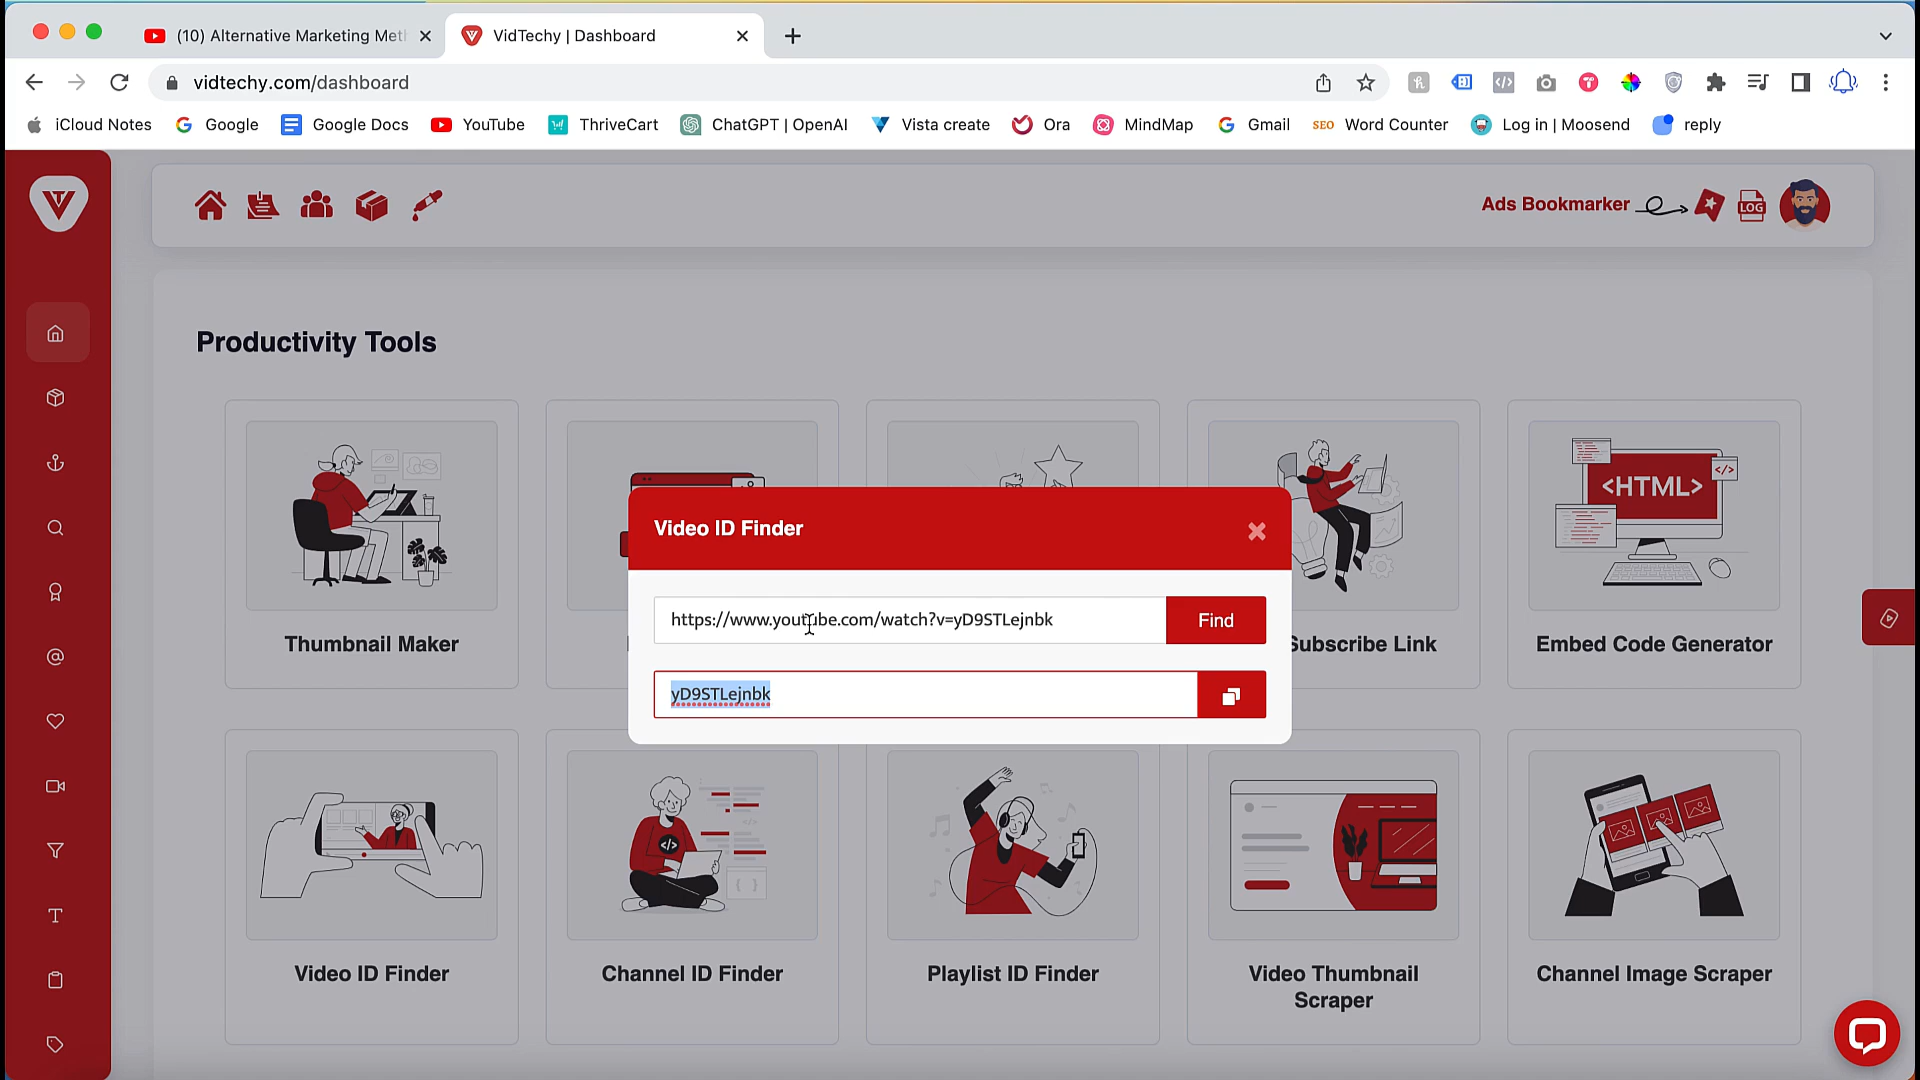 (10) Alternative Marketing Met
VidTechy | Dashboard
vidtechy.com/dashboard
iCloud Notes
Google
Google Docs
YouTube
ThriveCart
ChatGPT | OpenAI
Vista create
Ora
MindMap
Gmail
SEO
Word Counter
Log in | Moosend
reply
Ads Bookmarker
LOG
Productivity Tools
<HTML>
</>
Thumbnail Maker
Subscribe Link
Embed Code Generator
Video ID Finder
https://www.youtube.com/watch?v=yD9STLejnbk
Find
yD9STLejnbk
</>
{ }
Video ID Finder
Channel ID Finder
Playlist ID Finder
Video Thumbnail
Scraper
Channel Image Scraper